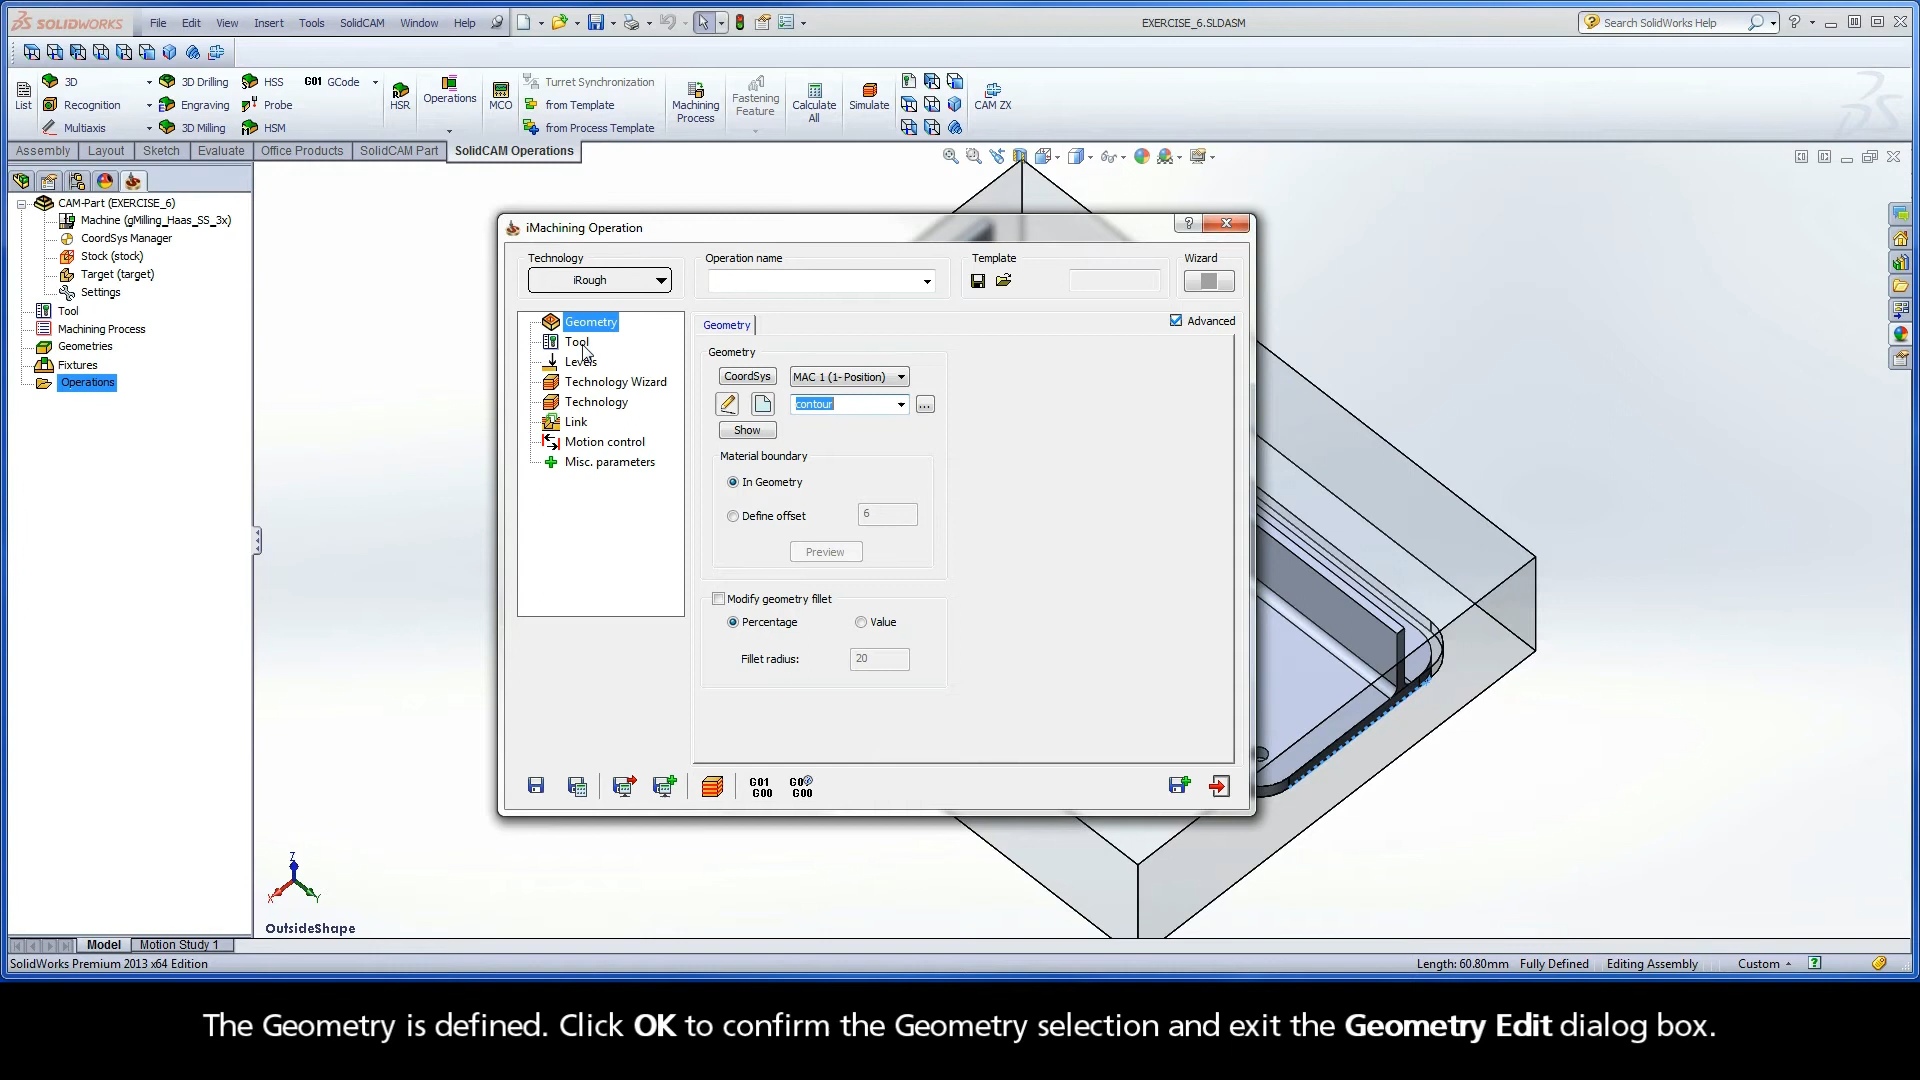 SOLIDWORKS File Edit View Insert Tools SolidCAM Window Help EXERCISE_6.SLDASM Search SolidWorks Help
3D 3D Drilling HSS G01 GCode Turret Synchronization
List Recognition Engraving Probe HSR Operations MCO from Template Machining Process Fastening Feature Calculate All Simulate CAM ZX
Multiaxis 3D Milling HSM from Process Template
Assembly Layout Sketch Evaluate Office Products SolidCAM Part SolidCAM Operations
CAM-Part (EXERCISE_6)
Machine (gMilling_Haas_SS_3x)
CoordSys Manager
Stock (stock)
Target (target)
Settings
Tool
Machining Process
Geometries
Fixtures
Operations
iMachining Operation
Technology Operation name Template Wizard
iRough
Geometry
Tool
Levels
Technology Wizard
Technology
Link
Motion control
Misc. parameters
Geometry Advanced
Geometry
CoordSys MAC 1 (1- Position)
contour ...
Show
Material boundary
In Geometry
Define offset 6
Preview
Modify geometry fillet
Percentage Value
Fillet radius: 20
G01 G00
G00
Z
X Y
OutsideShape
Model Motion Study 1
SolidWorks Premium 2013 x64 Edition Length: 60.80mm Fully Defined Editing Assembly Custom
The Geometry is defined. Click OK to confirm the Geometry selection and exit the Geometry Edit dialog box.